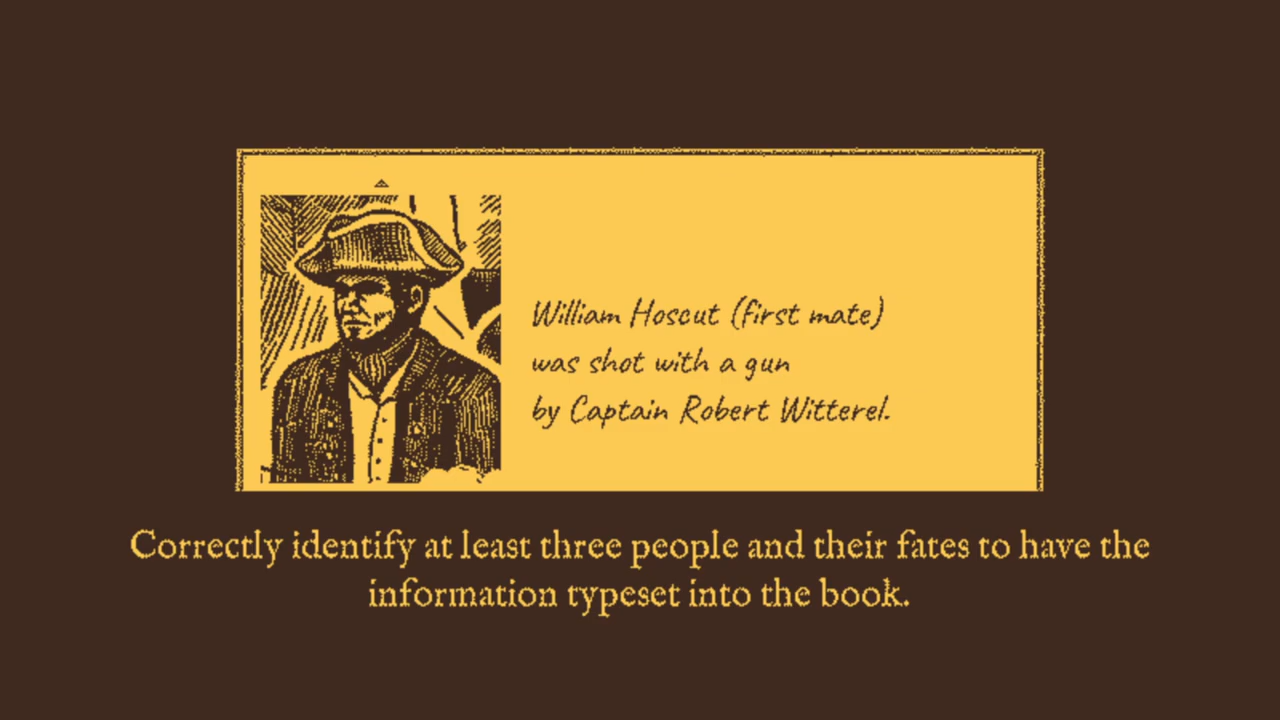 William Hoscut (first mate)
was shot with a gun
by Captain Robert Witterel.
Correctly identify at least three people and their fates to have the
information typeset into the book.